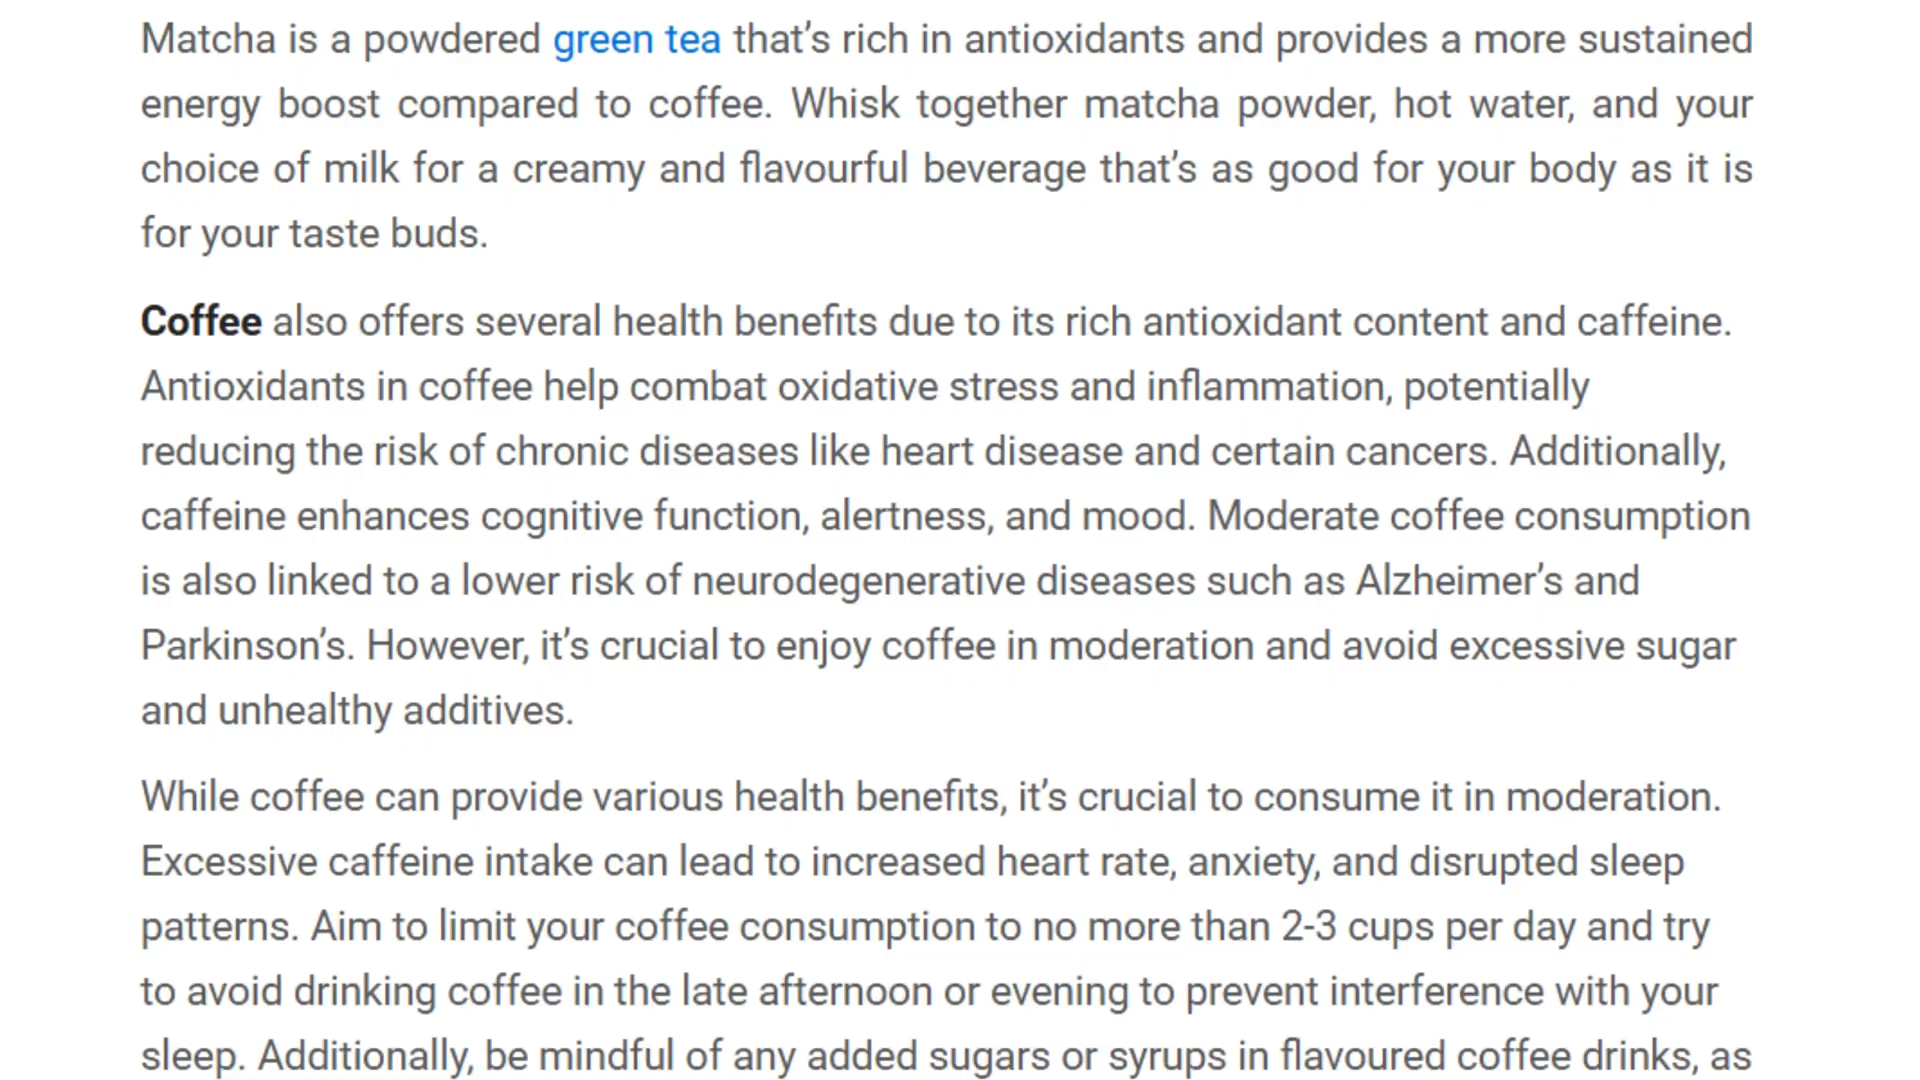 Matcha is a powdered green tea that’s rich in antioxidants and provides a more sustained
energy boost compared to coffee. Whisk together matcha powder, hot water, and your
choice of milk for a creamy and flavourful beverage that’s as good for your body as it is
for your taste buds.
Coffee also offers several health benefits due to its rich antioxidant content and caffeine.
Antioxidants in coffee help combat oxidative stress and inflammation, potentially
reducing the risk of chronic diseases like heart disease and certain cancers. Additionally,
caffeine enhances cognitive function, alertness, and mood. Moderate coffee consumption
is also linked to a lower risk of neurodegenerative diseases such as Alzheimer’s and
Parkinson’s. However, it’s crucial to enjoy coffee in moderation and avoid excessive sugar
and unhealthy additives.
While coffee can provide various health benefits, it’s crucial to consume it in moderation.
Excessive caffeine intake can lead to increased heart rate, anxiety, and disrupted sleep
patterns. Aim to limit your coffee consumption to no more than 2-3 cups per day and try
to avoid drinking coffee in the late afternoon or evening to prevent interference with your
sleep. Additionally, be mindful of any added sugars or syrups in flavoured coffee drinks, as